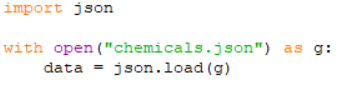 import json
with open("chemicals.json") as g:
    data = json.load(g)